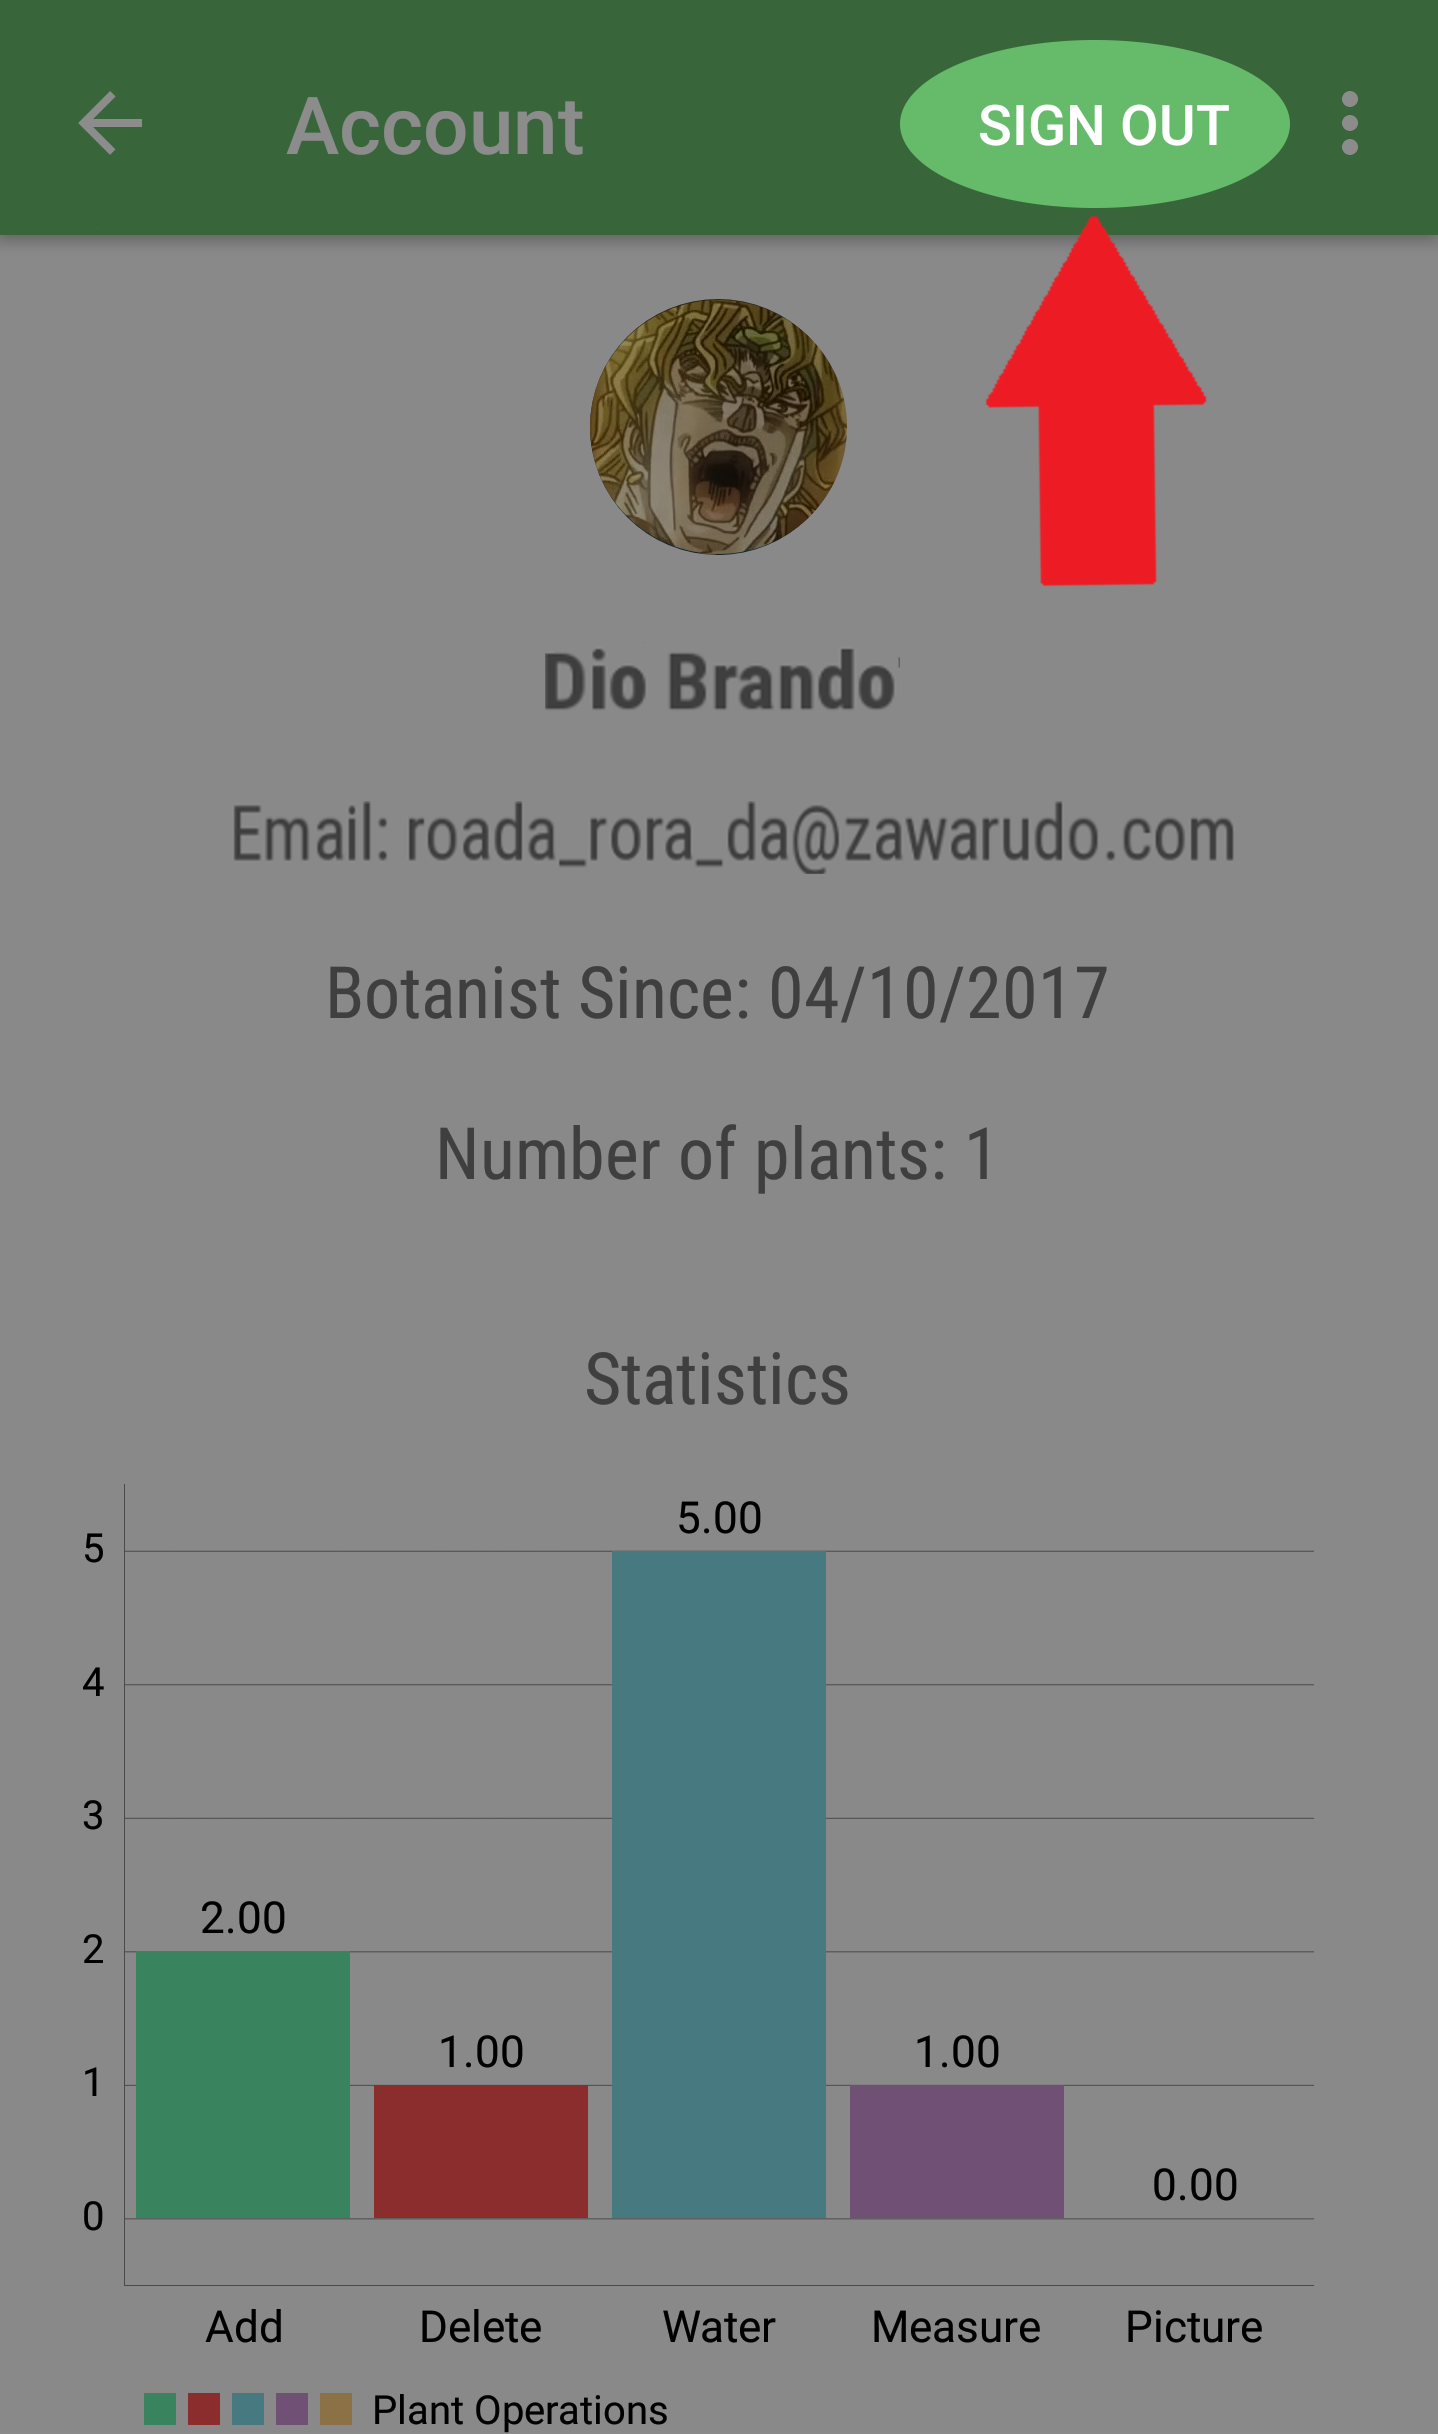 Account
SIGN OUT
Dio Brando
Email: roada_rora_da@zawarudo.com
Botanist Since: 04/10/2017
Number of plants: 1
Statistics
5.00
5
4
3
2.00
2
1.00
1.00
1
0.00
0
Add Delete Water Measure Picture
Plant Operations